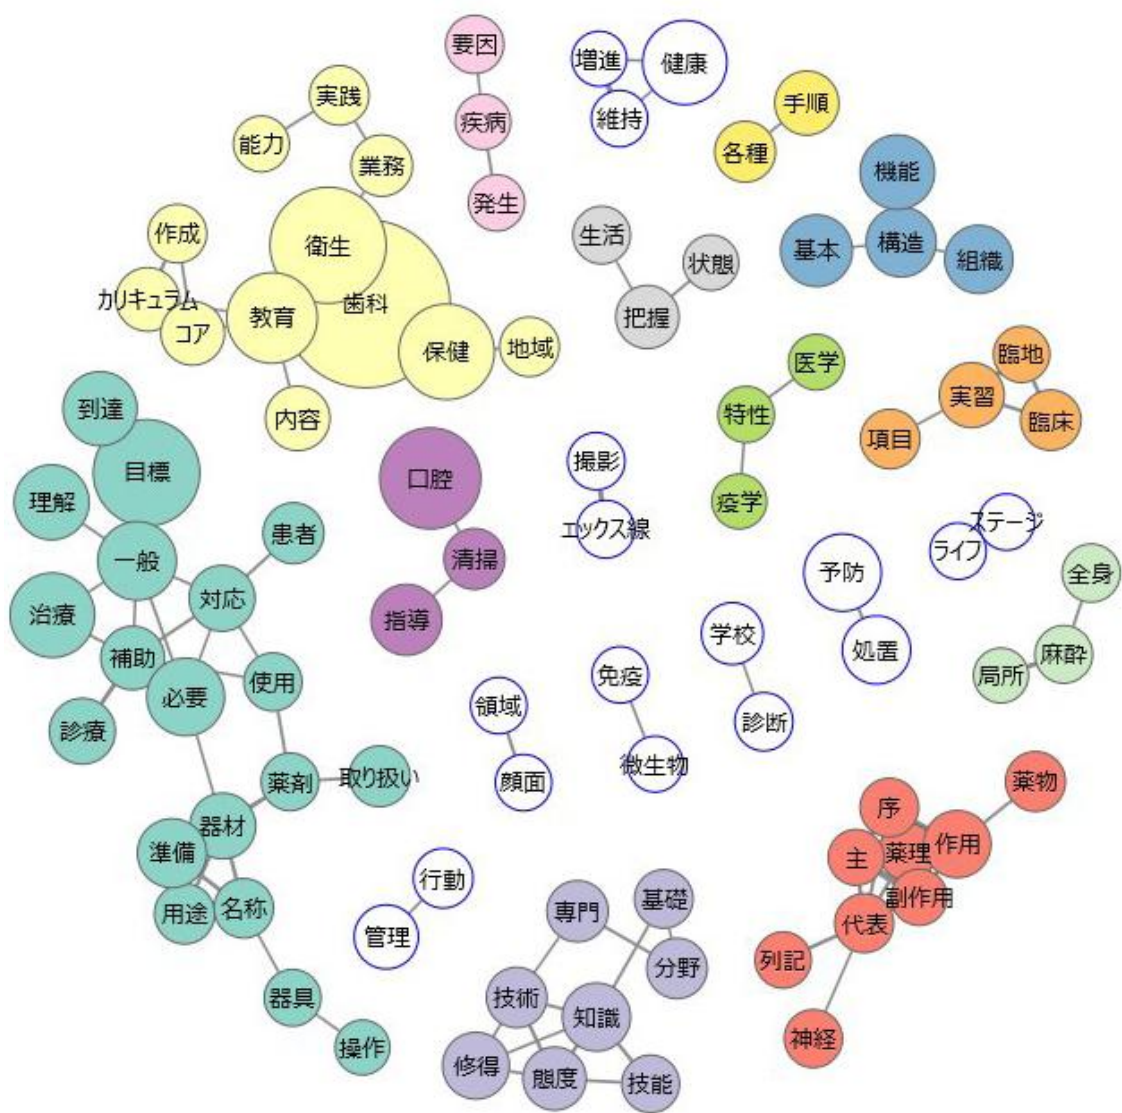 要因
増進
健康
実践
疾病
維持
手順
能力
業務
各種
機能
発生
作成
衛生
生活
状態
基本
構造
組織
カリキュラム
コア
教育
歯科
把握
保健
地域
医学
臨地
到達
内容
特性
実習
項目
臨床
目標
口腔
撮影
理解
疫学
エックス線
ステージ
ライフ
患者
一般
清掃
予防
全身
治療
対応
指導
学校
処置
麻酔
補助
必要
使用
免疫
局所
診療
領域
診断
薬剤
取り扱い
顔面
微生物
薬物
器材
序
準備
主
薬理
作用
行動
副作用
用途
名称
管理
専門
基礎
代表
列記
分野
器具
技術
知識
神経
操作
修得
態度
技能